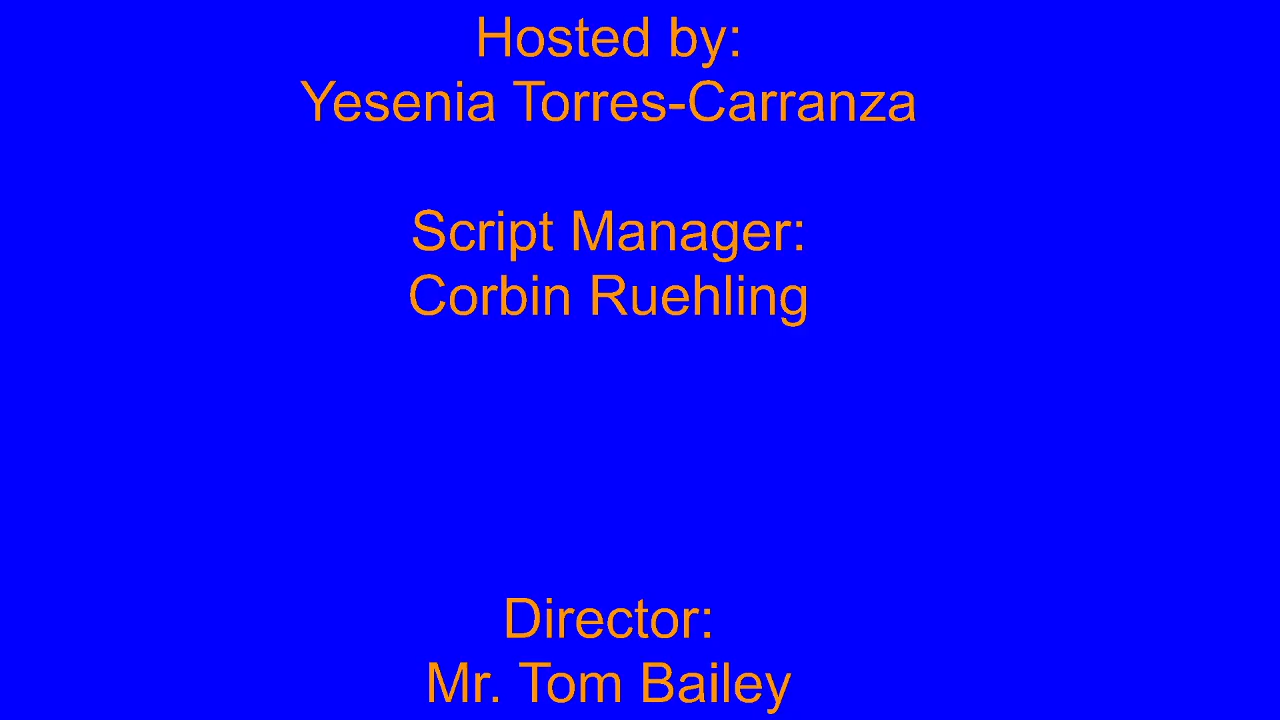 Hosted by:
Yesenia Torres-Carranza
Script Manager:
Corbin Ruehling
Director:
Mr. Tom Bailey